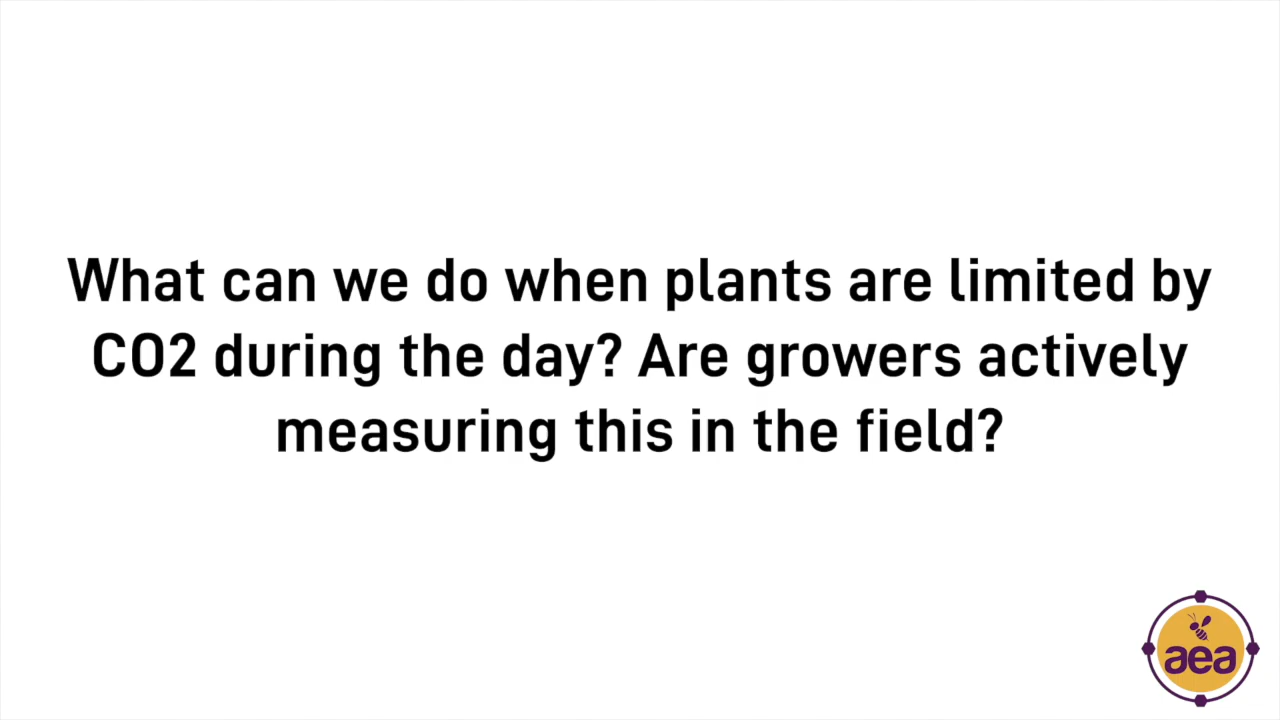 What can we do when plants are limited by
CO2 during the day? Are growers actively
measuring this in the field?
aea